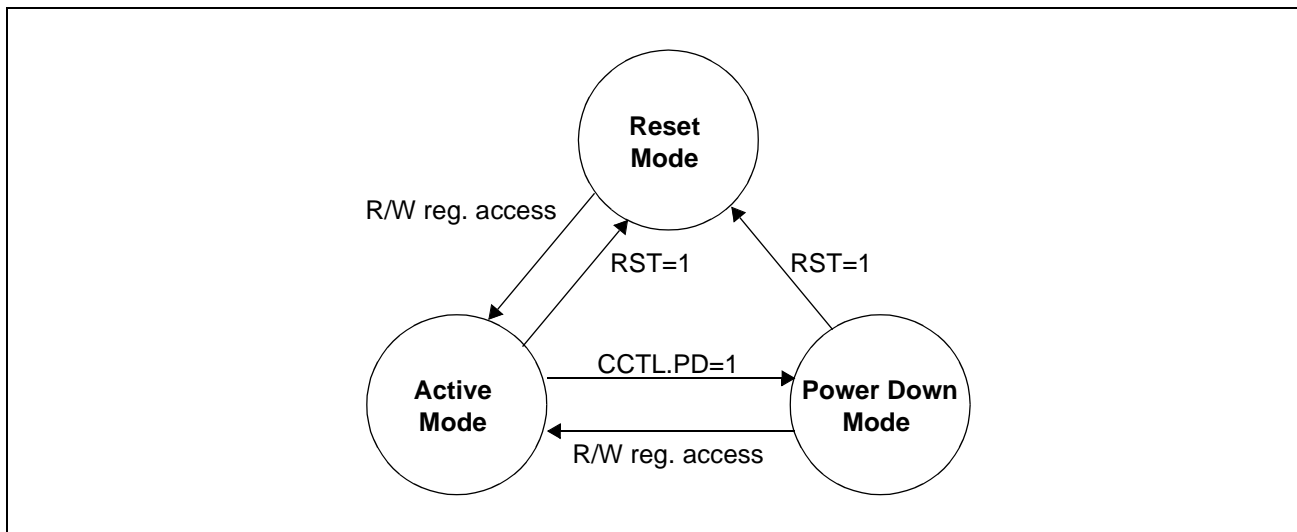 Reset
Mode
R/W reg. access
RST=1
RST=1
CCTL.PD=1
Active
Mode
Power Down
Mode
R/W reg. access